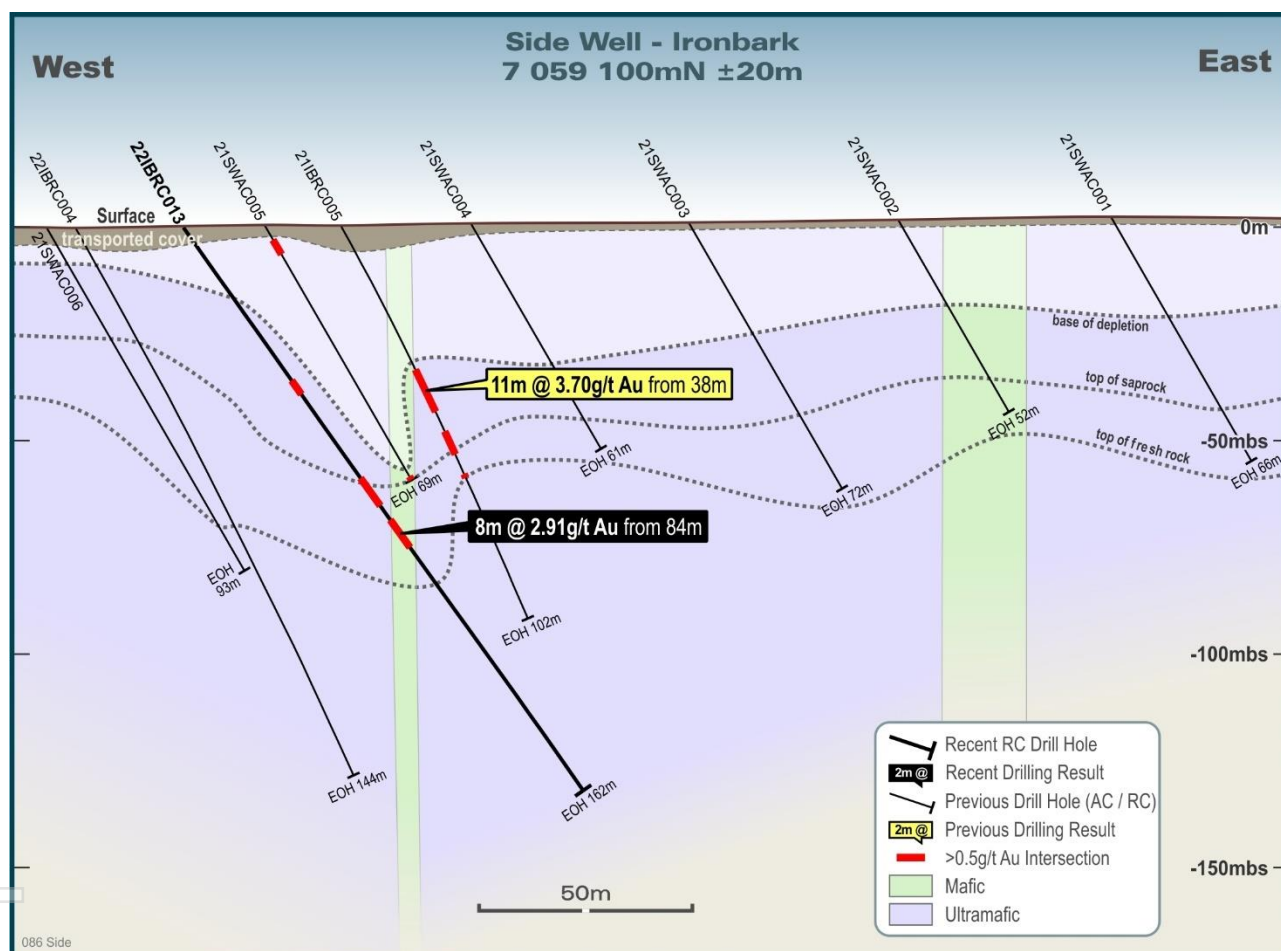 Side Well - Ironbark
7 059 100mN ±20m
West
East
22IBRC004
22IBRC013
21SWAC005
21IBRC005
21SWAC004
21SWAC003
21SWAC002
21SWAC001
Surface
transported cover
21SWAC006
0m
base of depletion
top of saprock
top of fresh rock
11m @ 3.70g/t Au from 38m
8m @ 2.91g/t Au from 84m
EOH 52m
-50mbs
EOH 61m
EOH 66m
EOH 69m
EOH 72m
EOH
93m
EOH 102m
-100mbs
EOH 144m
EOH 162m
-150mbs
50m
Recent RC Drill Hole
2m @ Recent Drilling Result
Previous Drill Hole (AC / RC)
2m @ Previous Drilling Result
>0.5g/t Au Intersection
Mafic
Ultramafic
086 Side